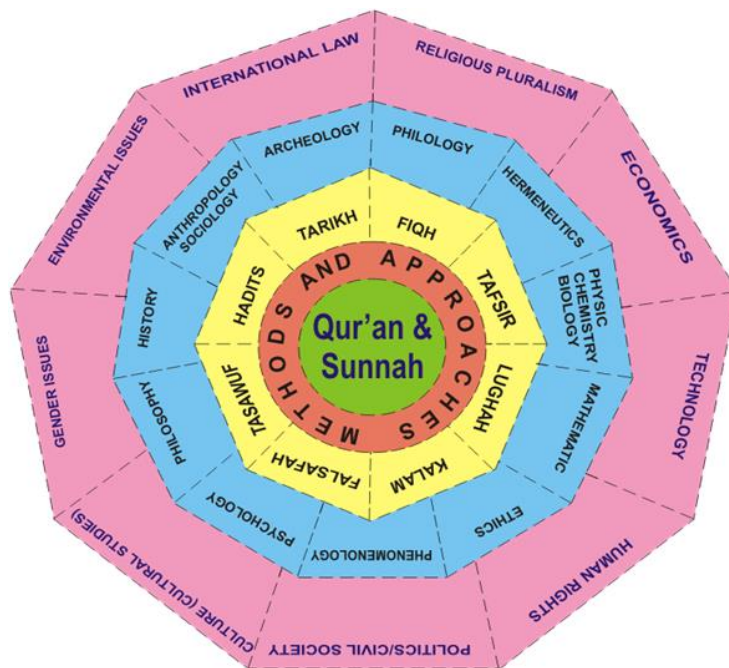 INTERNATIONAL LAW
RELIGIOUS PLURALISM
ECONOMICS
TECHNOLOGY
HUMAN RIGHTS
POLITICS/CIVIL SOCIETY
CULTURE (CULTURAL STUDIES)
GENDER ISSUES
ENVIRONMENTAL ISSUES
ARCHEOLOGY
PHILOLOGY
HERMENEUTICS
PHYSIC
CHEMISTRY
BIOLOGY
MATHEMATIC
ETHICS
PHENOMENOLOGY
PSYCHOLOGY
PHILOSOPHY
HISTORY
ANTHROPOLOGY
SOCIOLOGY
TARIKH
FIQH
TAFSIR
LUGHAH
KALAM
FALSAFAH
TASAWUF
HADITS
METHODS AND APPROACHES
Qur'an &
Sunnah